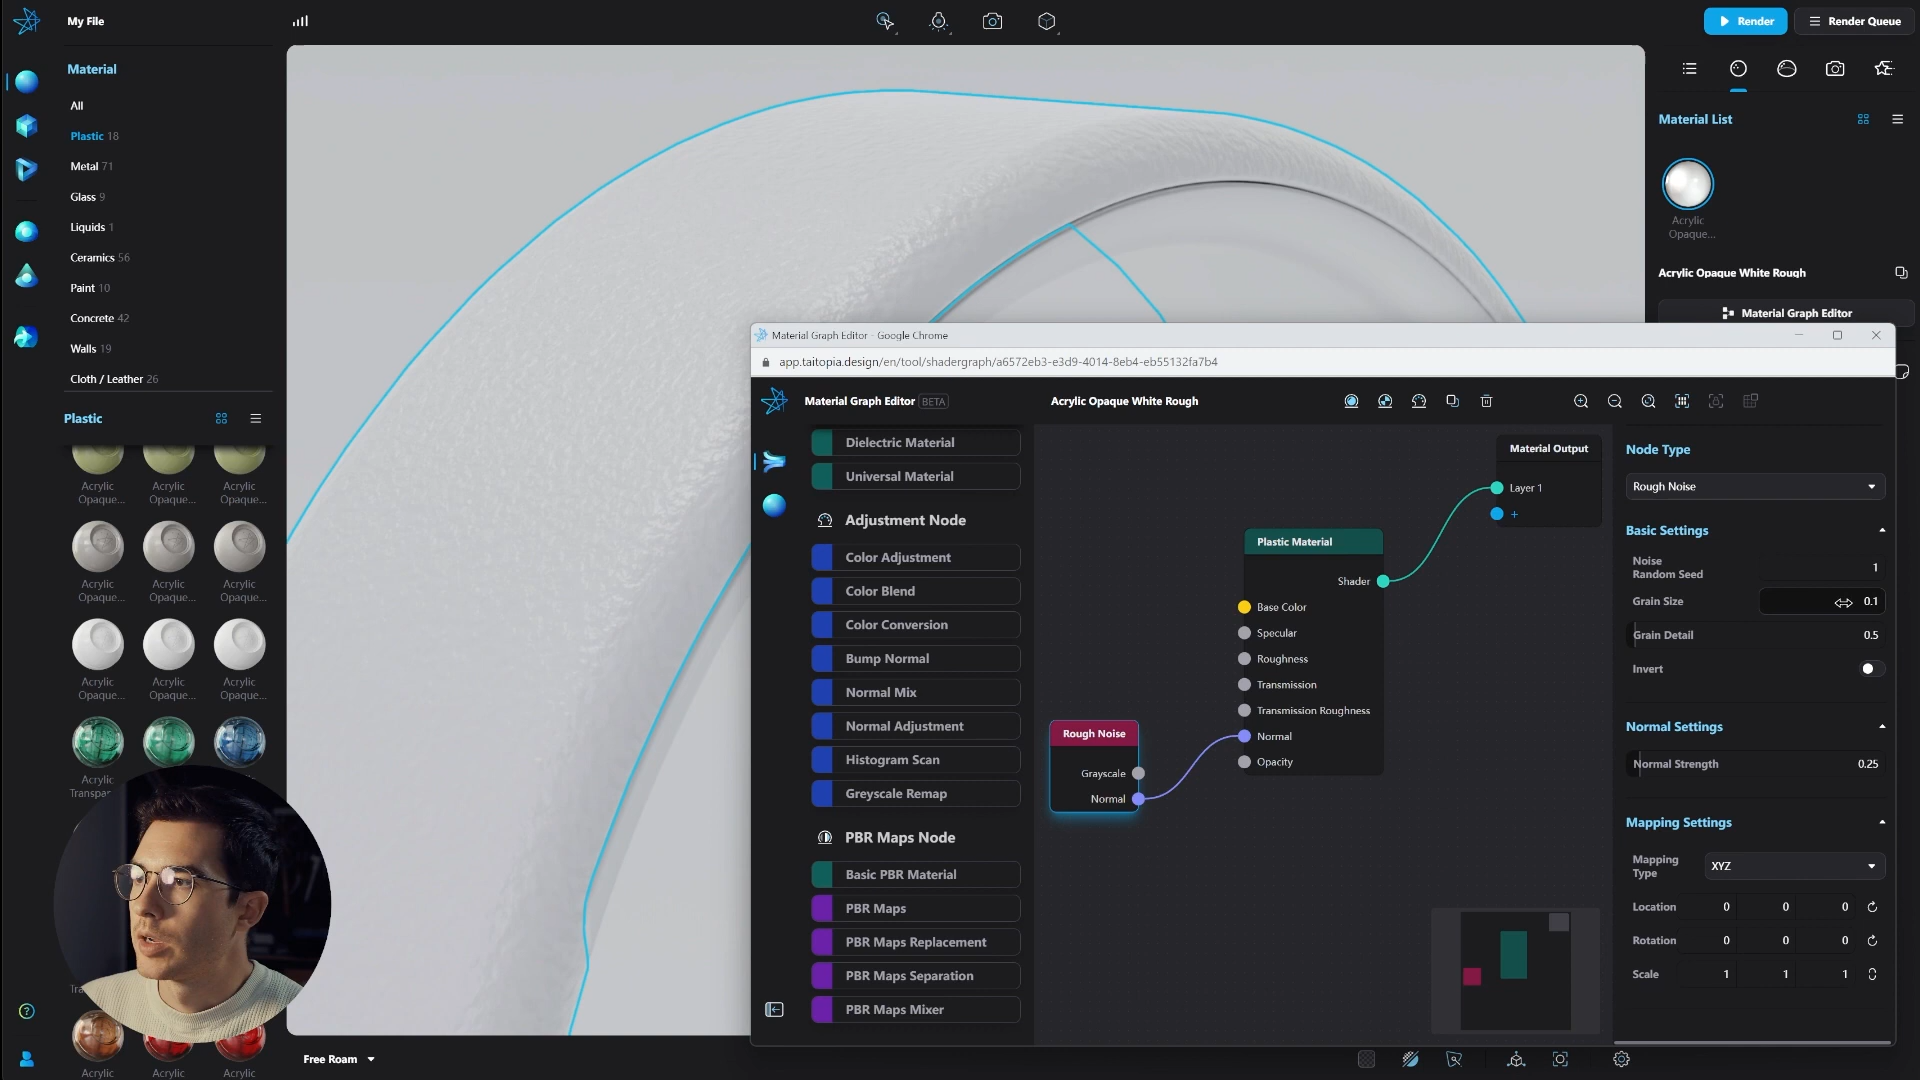 My File
Render
Render Queue
Material
All
Plastic 18
Metal 71
Glass 9
Liquids 1
Ceramics 56
Paint 10
Concrete 42
Walls 19
Cloth / Leather 26
Plastic
Acrylic
Opaque...
Acrylic
Opaque...
Acrylic
Opaque...
Acrylic
Opaque...
Acrylic
Opaque...
Acrylic
Opaque...
Acrylic
Opaque...
Acrylic
Opaque...
Acrylic
Opaque...
Acrylic
Acrylic
Acrylic
Acrylic
Free Roam
Material List
Acrylic
Opaque...
Acrylic Opaque White Rough
Material Graph Editor
Material Graph Editor - Google Chrome
app.taitopia.design/en/tool/shadergraph/a6572eb3-e3d9-4014-8eb4-eb55132fa7b4
Material Graph Editor BETA
Acrylic Opaque White Rough
Dielectric Material
Universal Material
Adjustment Node
Color Adjustment
Color Blend
Color Conversion
Bump Normal
Normal Mix
Normal Adjustment
Histogram Scan
Greyscale Remap
PBR Maps Node
Basic PBR Material
PBR Maps
PBR Maps Replacement
PBR Maps Separation
PBR Maps Mixer
Material Output
Layer 1
+
Plastic Material
Shader
Base Color
Specular
Roughness
Transmission
Transmission Roughness
Normal
Opacity
Rough Noise
Grayscale
Normal
Node Type
Rough Noise
Basic Settings
Noise
Random Seed 1
Grain Size 0.1
Grain Detail 0.5
Invert
Normal Settings
Normal Strength 0.25
Mapping Settings
Mapping
Type XYZ
Location 0 0 0
Rotation 0 0 0
Scale 1 1 1